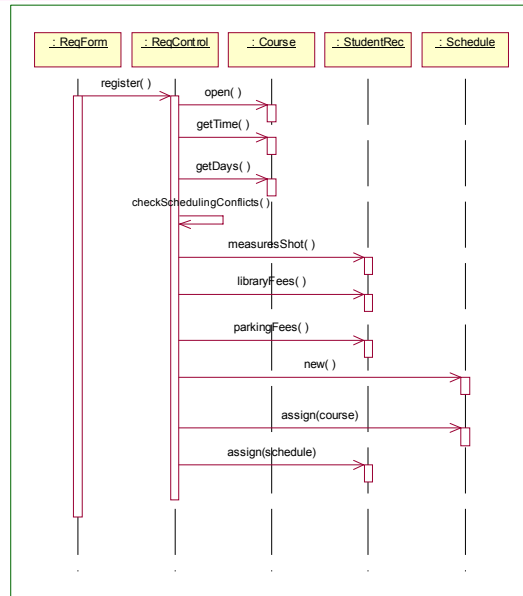 : ReqForm
: ReqControl
: Course
: StudentRec
: Schedule
register( )
open( )
getTime( )
getDays( )
checkSchedulingConflicts( )
measuresShot( )
libraryFees( )
parkingFees( )
new( )
assign(course)
assign(schedule)